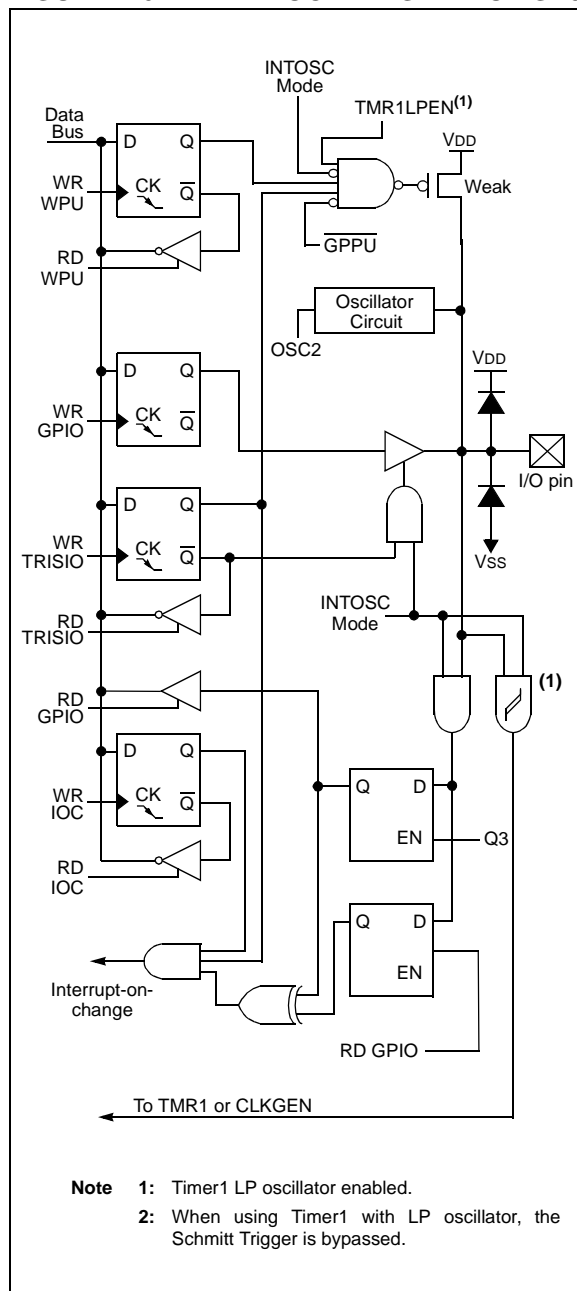 INTOSC
Mode
TMR1LPEN(1)
Data
Bus
VDD
D Q
WR
WPU
CK Q
Weak
RD
WPU
GPPU
Oscillator
Circuit
OSC2
VDD
D Q
WR
GPIO
CK Q
I/O pin
D Q
WR
TRISIO
CK Q
VSS
RD
TRISIO
INTOSC
Mode
(1)
RD
GPIO
D Q
WR
IOC
CK Q
Q D
EN
Q3
RD
IOC
Q D
EN
Interrupt-on-
change
RD GPIO
To TMR1 or CLKGEN
Note 1: Timer1 LP oscillator enabled.
2: When using Timer1 with LP oscillator, the
Schmitt Trigger is bypassed.